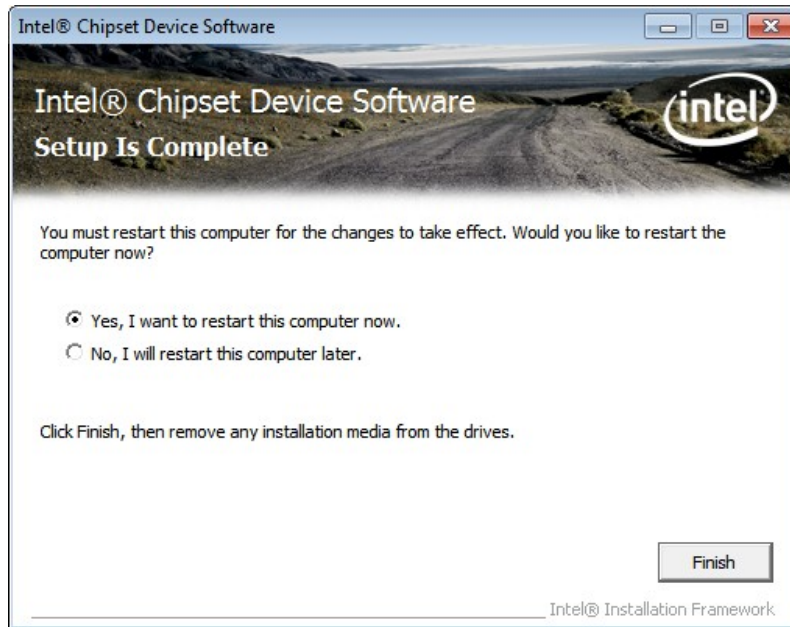 Intel® Chipset Device Software
Intel® Chipset Device Software
intel
Setup Is Complete
You must restart this computer for the changes to take effect. Would you like to restart the
computer now?
Yes, I want to restart this computer now.
No, I will restart this computer later.
Click Finish, then remove any installation media from the drives.
Finish
Intel® Installation Framework